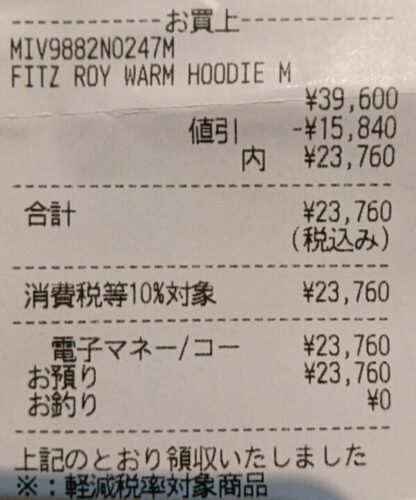 お買上
MIV9882N0247M
FITZ ROY WARM HOODIE M
¥39,600
値引 -¥15,840
内 ¥23,760
合計 ¥23,760
(税込み)
消費税等10%対象 ¥23,760
電子マネー/コー ¥23,760
お預り ¥23,760
お釣り ¥0
上記のとおり領収いたしました
※:軽減税率対象商品